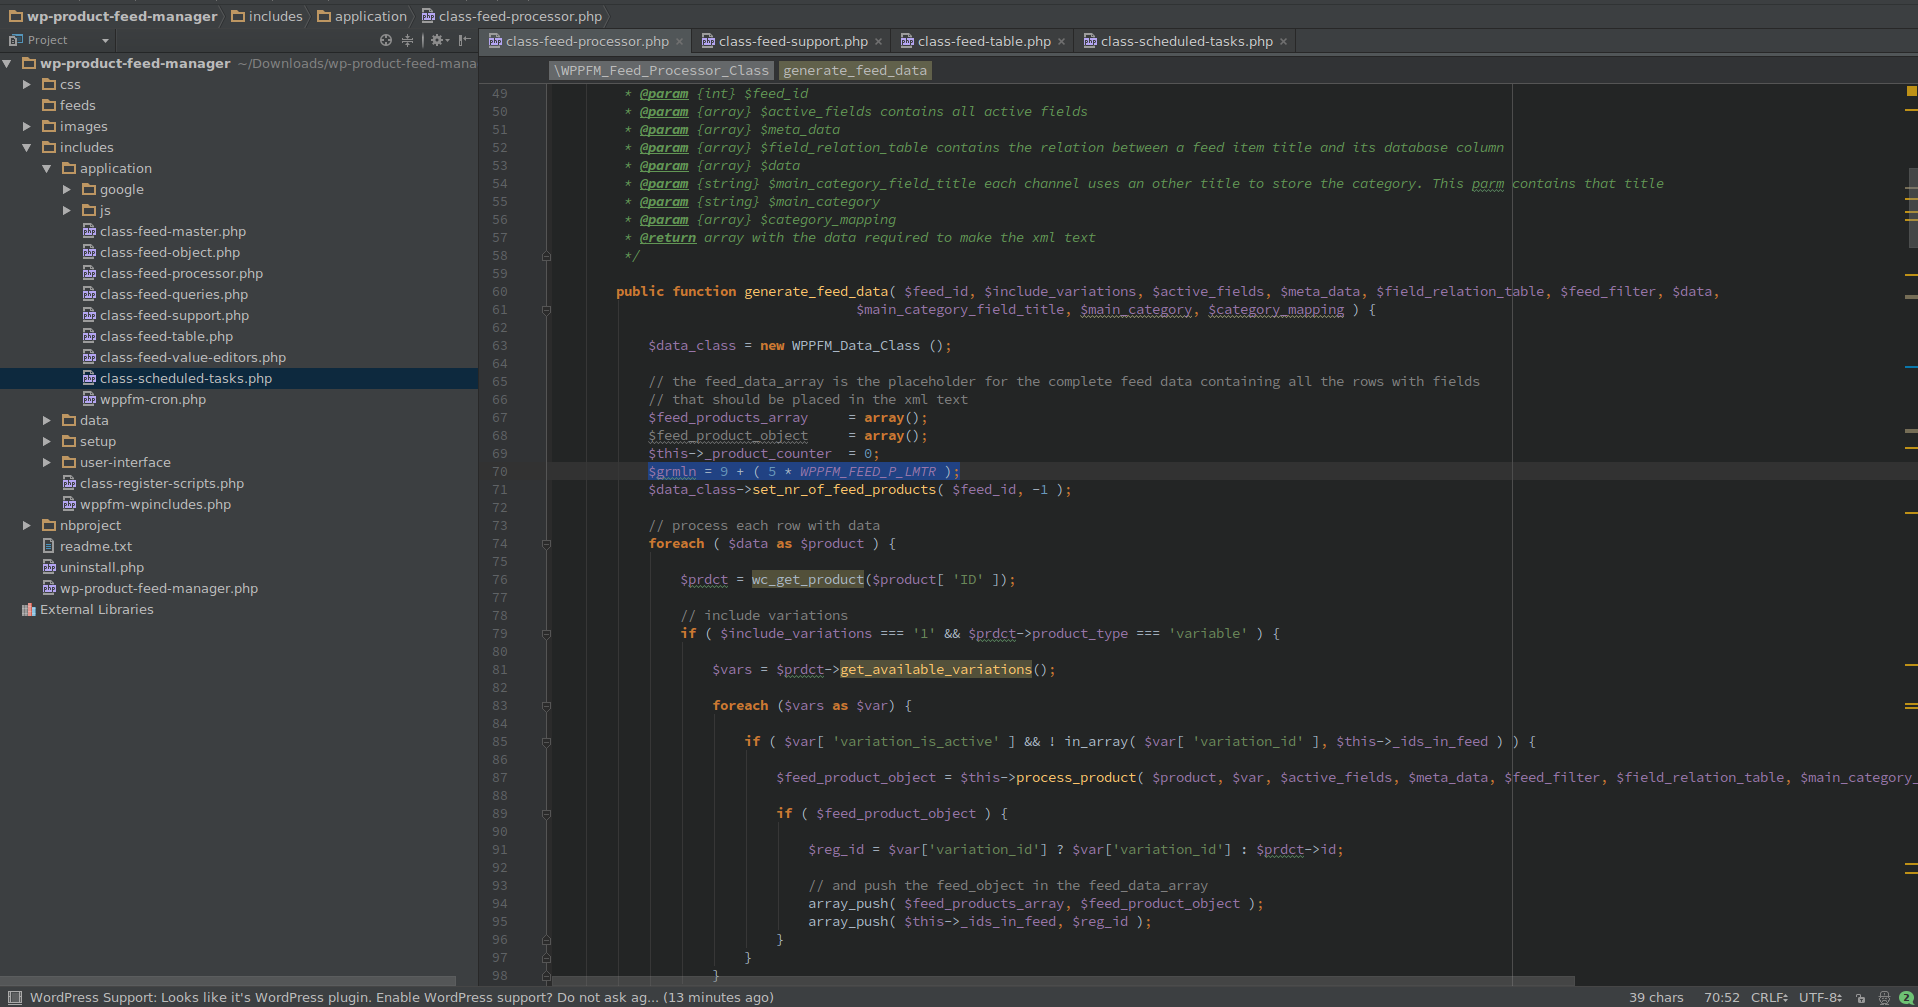 wp-product-feed-manager includes application class-feed-processor.php
Project
class-feed-processor.php class-feed-support.php class-feed-table.php class-scheduled-tasks.php
wp-product-feed-manager ~/Downloads/wp-product-feed-mana
css
feeds
images
includes
application
google
js
class-feed-master.php
class-feed-object.php
class-feed-processor.php
class-feed-queries.php
class-feed-support.php
class-feed-table.php
class-feed-value-editors.php
class-scheduled-tasks.php
wppfm-cron.php
data
setup
user-interface
class-register-scripts.php
wppfm-wpincludes.php
nbproject
readme.txt
uninstall.php
wp-product-feed-manager.php
External Libraries
\WPPFM_Feed_Processor_Class generate_feed_data
49 * @param {int} $feed_id
50 * @param {array} $active_fields contains all active fields
51 * @param {array} $meta_data
52 * @param {array} $field_relation_table contains the relation between a feed item title and its database column
53 * @param {array} $data
54 * @param {string} $main_category_field_title each channel uses an other title to store the category. This parm contains that title
55 * @param {string} $main_category
56 * @param {array} $category_mapping
57 * @return array with the data required to make the xml text
58 */
59
60 public function generate_feed_data( $feed_id, $include_variations, $active_fields, $meta_data, $field_relation_table, $feed_filter, $data,
61 $main_category_field_title, $main_category, $category_mapping ) {
62
63 $data_class = new WPPFM_Data_Class ();
64
65 // the feed_data_array is the placeholder for the complete feed data containing all the rows with fields
66 // that should be placed in the xml text
67 $feed_products_array = array();
68 $feed_product_object = array();
69 $this->_product_counter = 0;
70 $grmln = 9 + ( 5 * WPPFM_FEED_P_LMTR );
71 $data_class->set_nr_of_feed_products( $feed_id, -1 );
72
73 // process each row with data
74 foreach ( $data as $product ) {
75
76 $prdct = wc_get_product($product[ 'ID' ]);
77
78 // include variations
79 if ( $include_variations === '1' && $prdct->product_type === 'variable' ) {
80
81 $vars = $prdct->get_available_variations();
82
83 foreach ($vars as $var) {
84
85 if ( $var[ 'variation_is_active' ] && ! in_array( $var[ 'variation_id' ], $this->_ids_in_feed ) ) {
86
87 $feed_product_object = $this->process_product( $product, $var, $active_fields, $meta_data, $feed_filter, $field_relation_table, $main_category_
88
89 if ( $feed_product_object ) {
90
91 $reg_id = $var['variation_id'] ? $var['variation_id'] : $prdct->id;
92
93 // and push the feed_object in the feed_data_array
94 array_push( $feed_products_array, $feed_product_object );
95 array_push( $this->_ids_in_feed, $reg_id );
96 }
97 }
98 }
WordPress Support: Looks like it's WordPress plugin. Enable WordPress support? Do not ask ag... (13 minutes ago) 39 chars 70:52 CRLF UTF-8 2